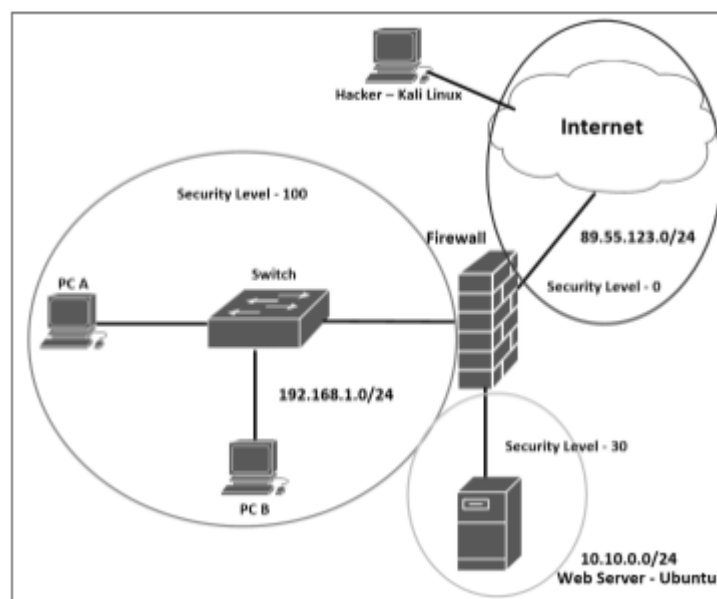 Hacker – Kali Linux
Internet
Security Level - 100
Firewall
89.55.123.0/24
Switch
PC A
Security Level - 0
192.168.1.0/24
Security Level - 30
PC B
10.10.0.0/24
Web Server - Ubuntu